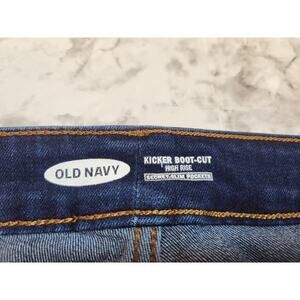 OLD NAVY
KICKER BOOT-CUT
HIGH RISE
SECRET-SLIM POCKETS